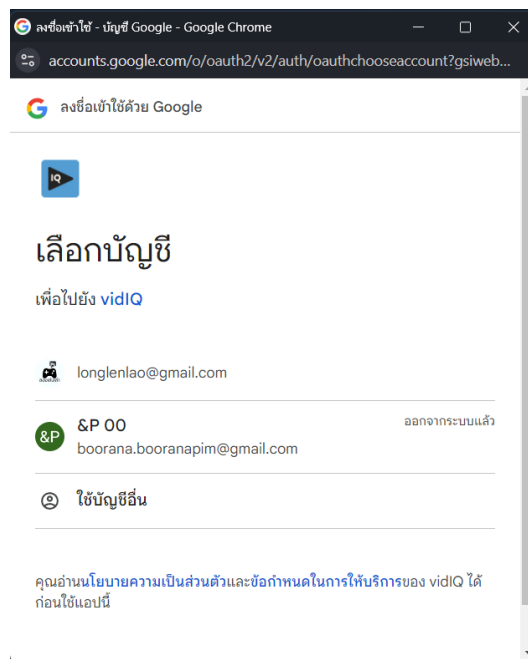 ลงชื่อเข้าใช้ - บัญชี Google - Google Chrome
accounts.google.com/o/oauth2/v2/auth/oauthchooseaccount?gsiweb...
ลงชื่อเข้าใช้ด้วย Google
IQ
เลือกบัญชี
เพื่อไปยัง vidIQ
longlenlao@gmail.com
&P
&P 00
ออกจากระบบแล้ว
boorana.booranapim@gmail.com
ใช้บัญชีอื่น
คุณอ่านนโยบายความเป็นส่วนตัวและข้อกำหนดในการให้บริการของ vidIQ ได้
ก่อนใช้แอปนี้